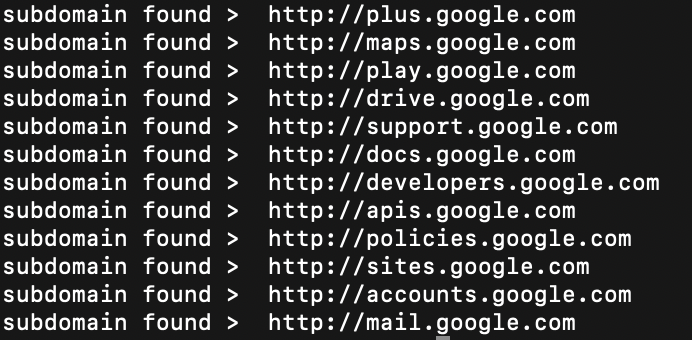 subdomain found >  http://plus.google.com
subdomain found >  http://maps.google.com
subdomain found >  http://play.google.com
subdomain found >  http://drive.google.com
subdomain found >  http://support.google.com
subdomain found >  http://docs.google.com
subdomain found >  http://developers.google.com
subdomain found >  http://apis.google.com
subdomain found >  http://policies.google.com
subdomain found >  http://sites.google.com
subdomain found >  http://accounts.google.com
subdomain found >  http://mail.google.com